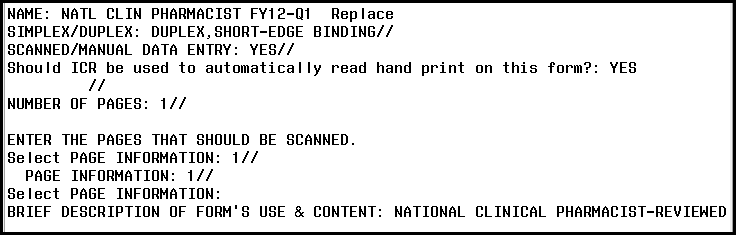 NAME: NATL CLIN PHARMACIST FY12-Q1  Replace
SIMPLEX/DUPLEX: DUPLEX,SHORT-EDGE BINDING//
SCANNED/MANUAL DATA ENTRY: YES//
Should ICR be used to automatically read hand print on this form?: YES
//
NUMBER OF PAGES: 1//
ENTER THE PAGES THAT SHOULD BE SCANNED.
Select PAGE INFORMATION: 1//
PAGE INFORMATION: 1//
Select PAGE INFORMATION:
BRIEF DESCRIPTION OF FORM'S USE & CONTENT: NATIONAL CLINICAL PHARMACIST-REVIEWED